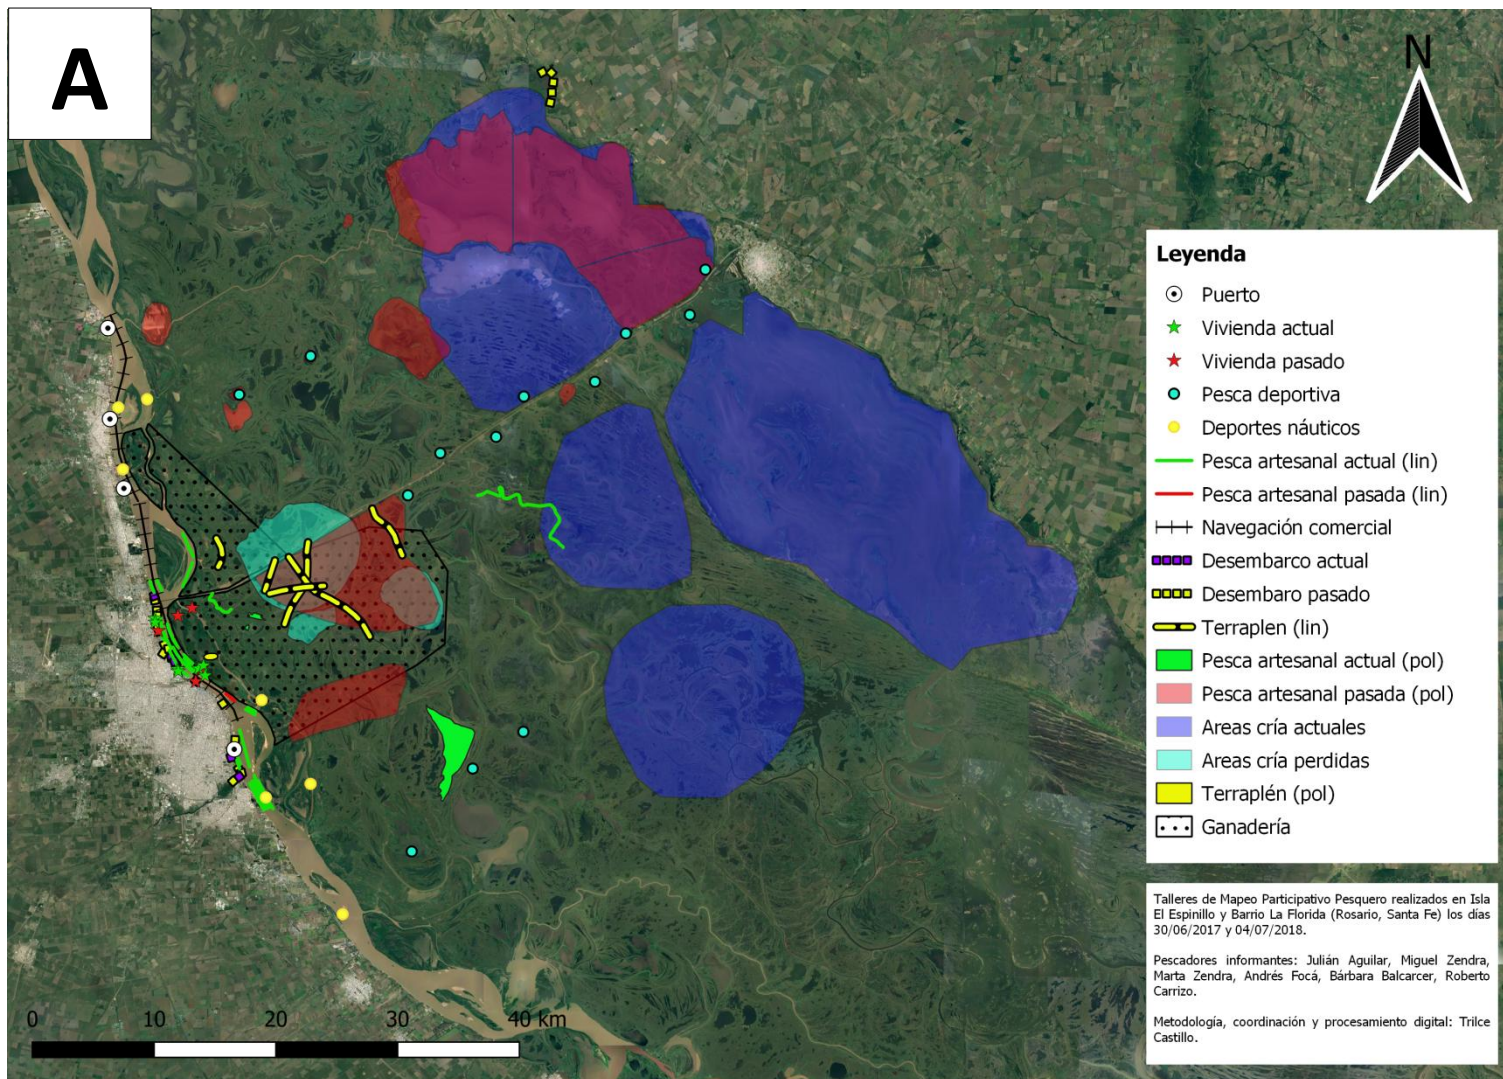 A
N
Leyenda
Puerto
Vivienda actual
Vivienda pasado
Pesca deportiva
Deportes náuticos
Pesca artesanal actual (lin)
Pesca artesanal pasada (lin)
Navegación comercial
Desembarco actual
Desembaro pasado
Terraplen (lin)
Pesca artesanal actual (pol)
Pesca artesanal pasada (pol)
Areas cría actuales
Areas cría perdidas
Terraplén (pol)
Ganadería
Talleres de Mapeo Participativo Pesquero realizados en Isla
El Espinillo y Barrio La Florida (Rosario, Santa Fe) los días
30/06/2017 y 04/07/2018.
Pescadores informantes: Julián Aguilar, Miguel Zendra,
Marta Zendra, Andrés Focá, Bárbara Balcarcer, Roberto
Carrizo.
Metodología, coordinación y procesamiento digital: Trilce
Castillo.
0 10 20 30 40 km